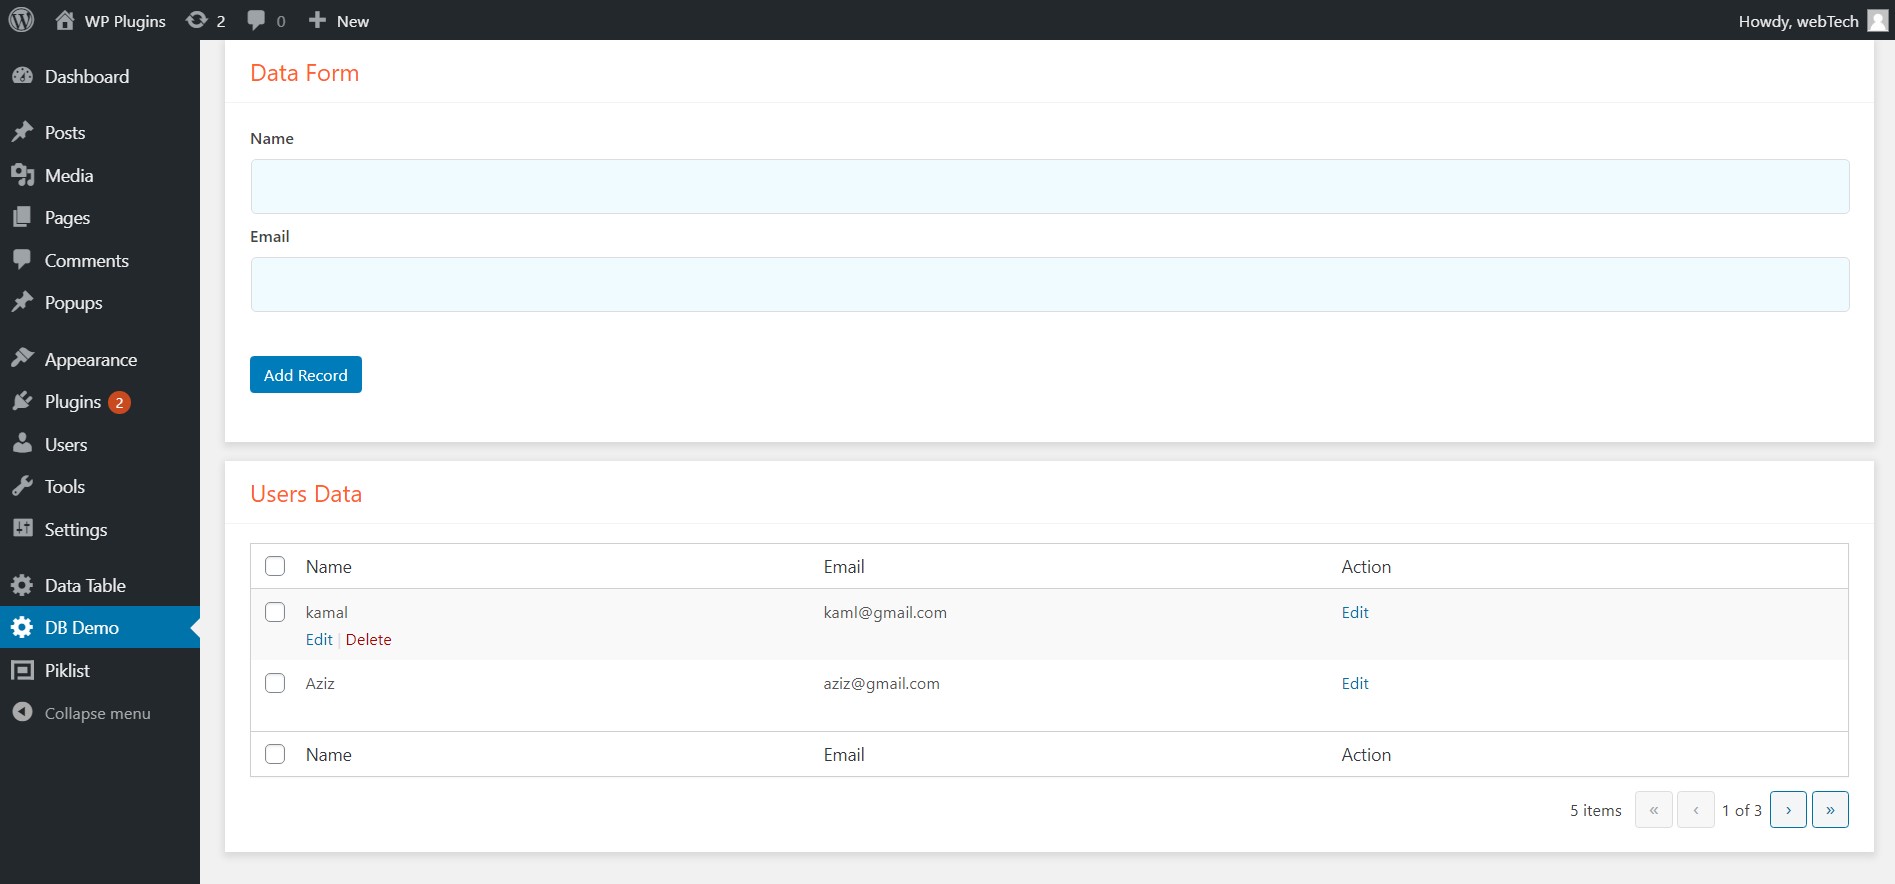 WP Plugins 2 0 New Howdy, webTech
Dashboard
Posts
Media
Pages
Comments
Popups
Appearance
Plugins 2
Users
Tools
Settings
Data Table
DB Demo
Piklist
Collapse menu
Data Form
Name
Email
Add Record
Users Data
Name Email Action
kamal kaml@gmail.com Edit
Edit | Delete
Aziz aziz@gmail.com Edit
Name Email Action
5 items « ‹ 1 of 3 › »